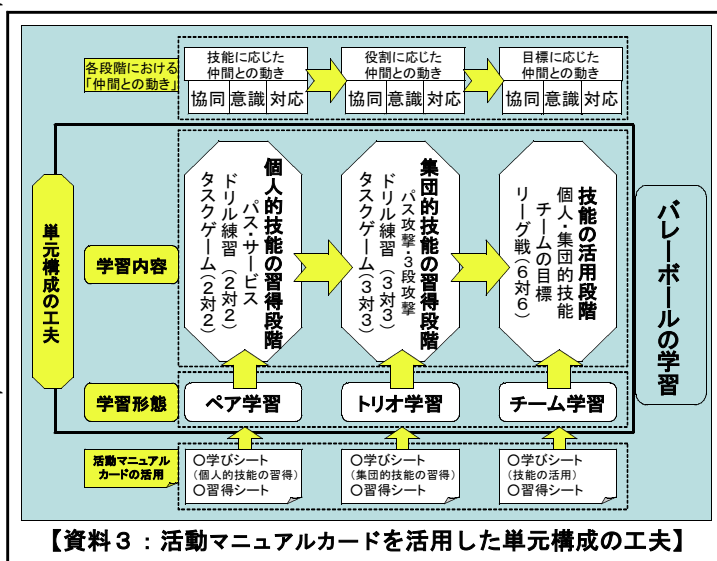 各段階における
「仲間との動き」
技能に応じた
仲間との動き
協同 意識 対応
役割に応じた
仲間との動き
協同 意識 対応
目標に応じた
仲間との動き
協同 意識 対応
単元構成の工夫
学習内容
個人的技能の習得段階
パス・サービス
ドリル練習(2対2)
タスクゲーム(2対2)
集団的技能の習得段階
パス攻撃・3段攻撃
ドリル練習(3対3)
タスクゲーム(3対3)
技能の活用段階
個人・集団的技能
チームの目標
リーグ戦(6対6)
バレーボールの学習
学習形態
ペア学習
トリオ学習
チーム学習
活動マニュアル
カードの活用
○学びシート
(個人的技能の習得)
○習得シート
○学びシート
(集団的技能の習得)
○習得シート
○学びシート
(技能の活用)
○習得シート
【資料3:活動マニュアルカードを活用した単元構成の工夫】